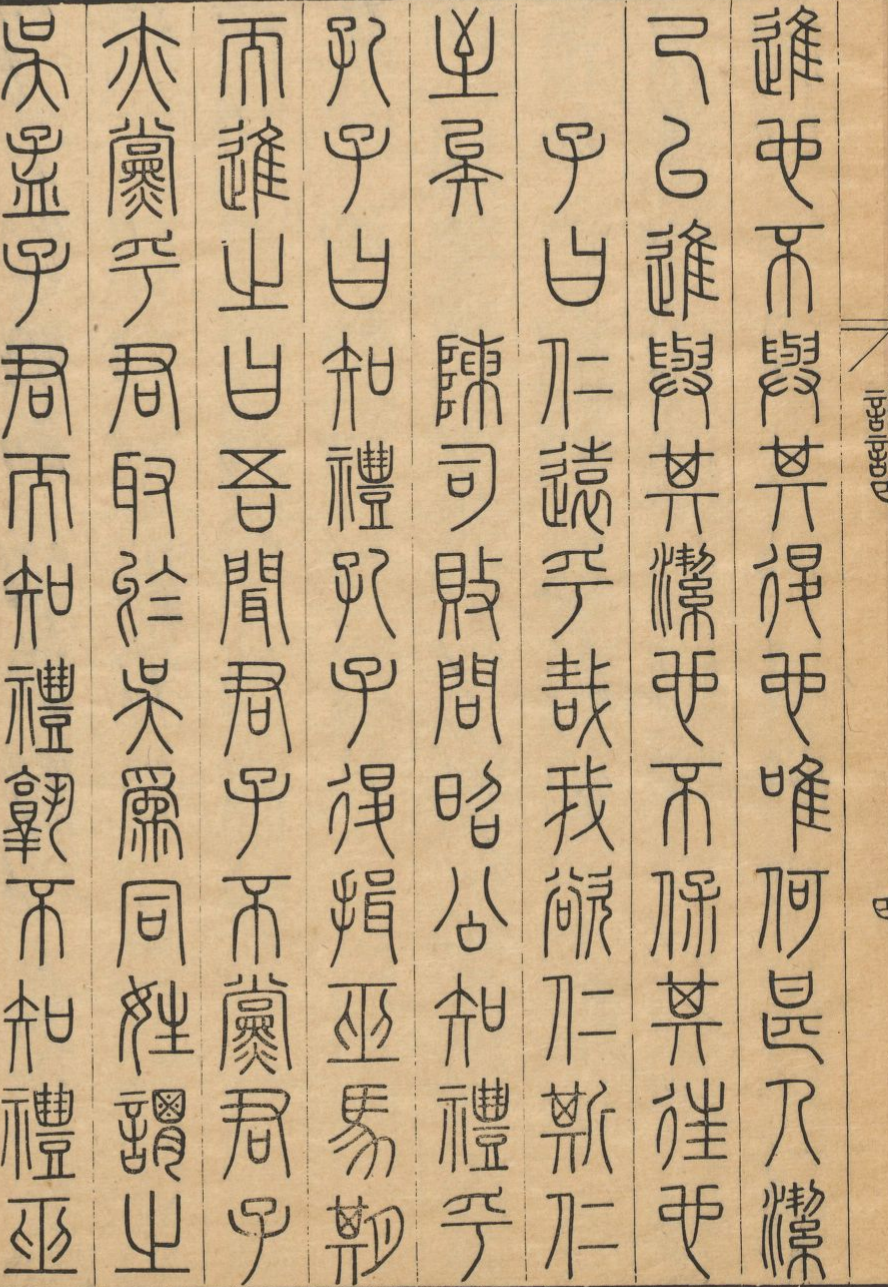 進也不與其退也唯何甚人潔
己以進與其潔也不保其往也
子曰仁遠乎哉我欲仁斯仁
至矣　陳司敗問昭公知禮乎
孔子曰知禮孔子退揖巫馬期
而進之曰吾聞君子不黨君子
亦黨乎君取於吳爲同姓謂之
吳孟子君而知禮孰不知禮巫